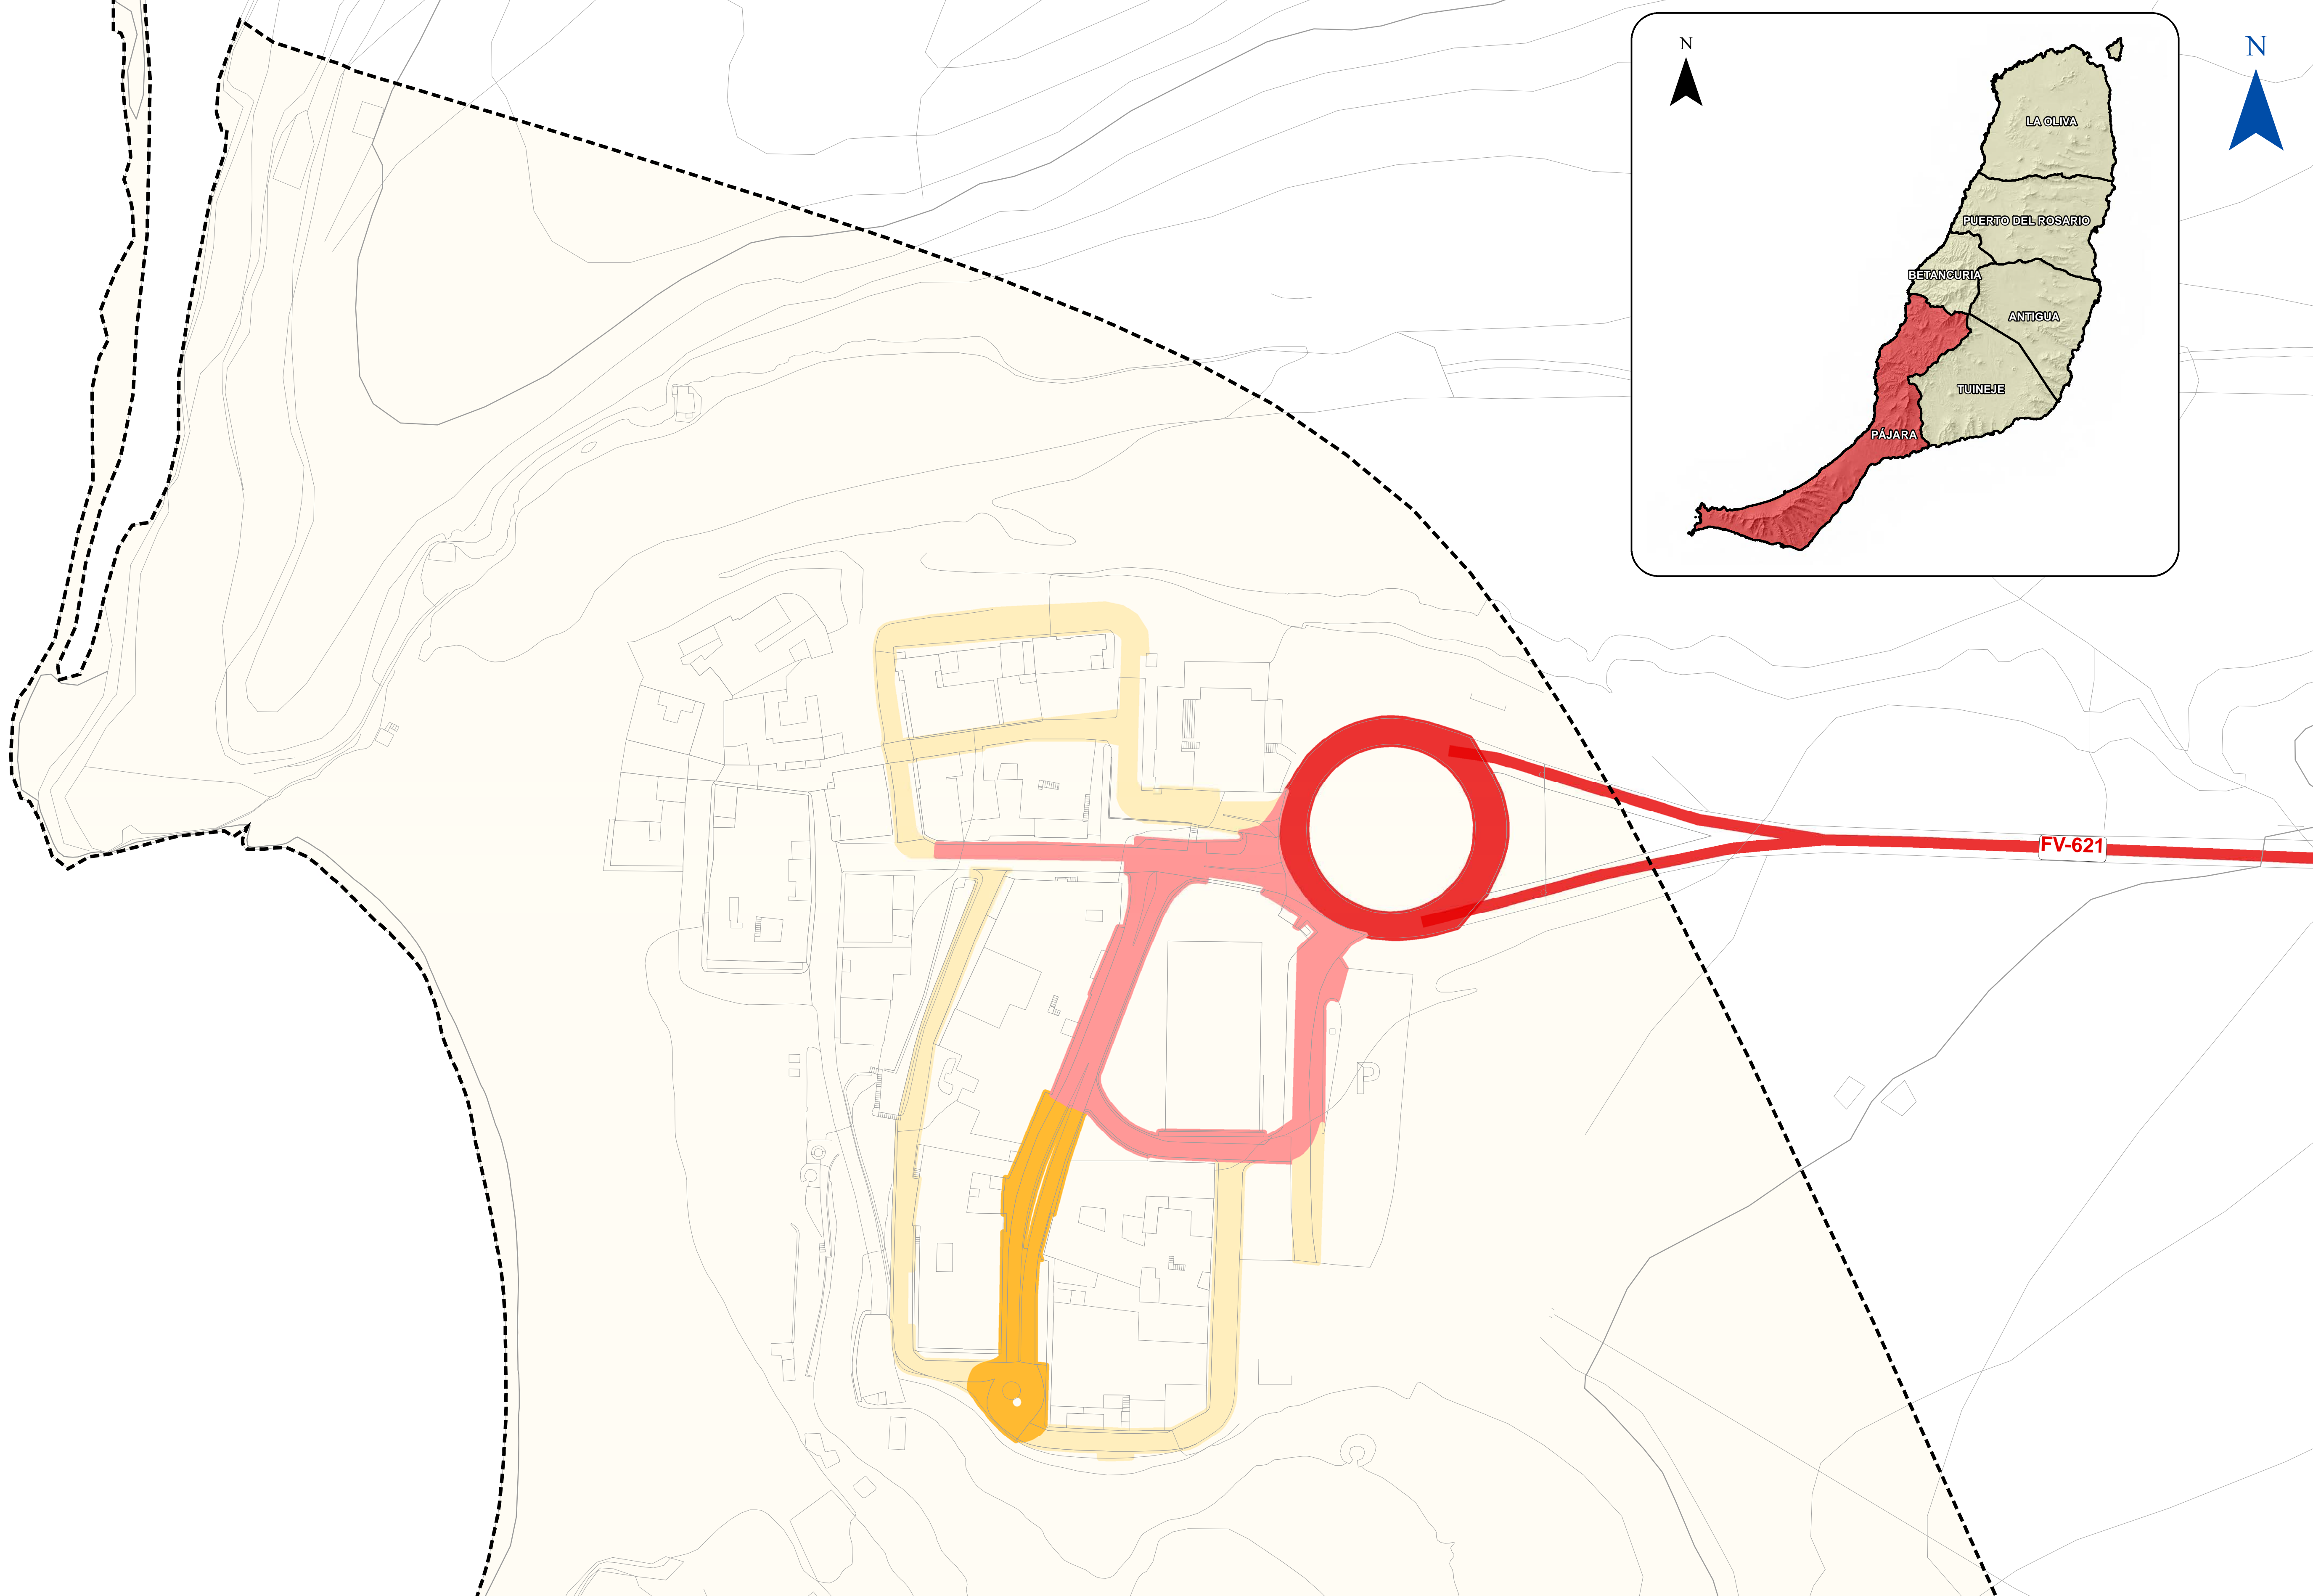 N
N
LA OLIVA
PUERTO DEL ROSARIO
BETANCURIA
ANTIGUA
TUINEJE
PÁJARA
FV-621
P